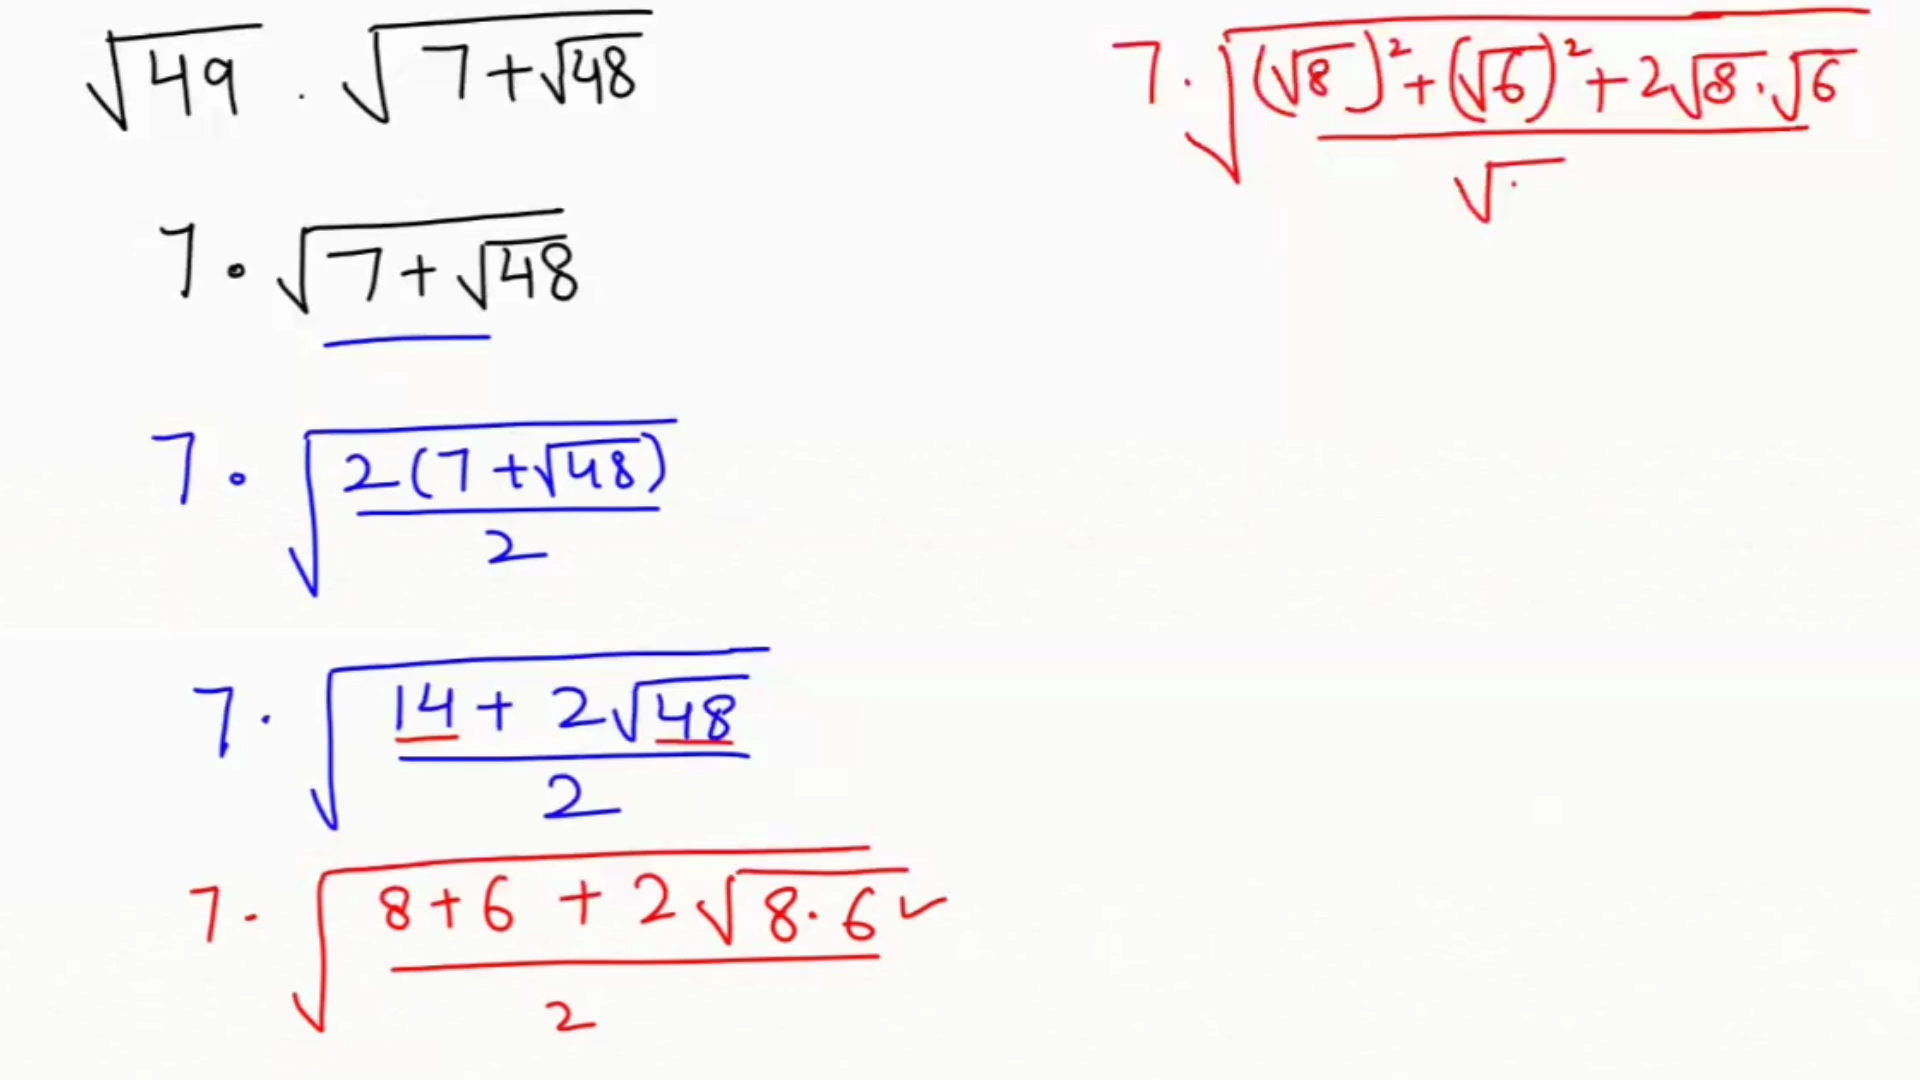 √49 . √(7+√48)
7 · √(7+√48)
7 · √(2(7+√48)/2)
7 · √((14 + 2√48)/2)
7 · √((8+6 + 2√(8·6))/2) ✓
7 · √((√8)²+(√6)²+2√8·√6)/√.